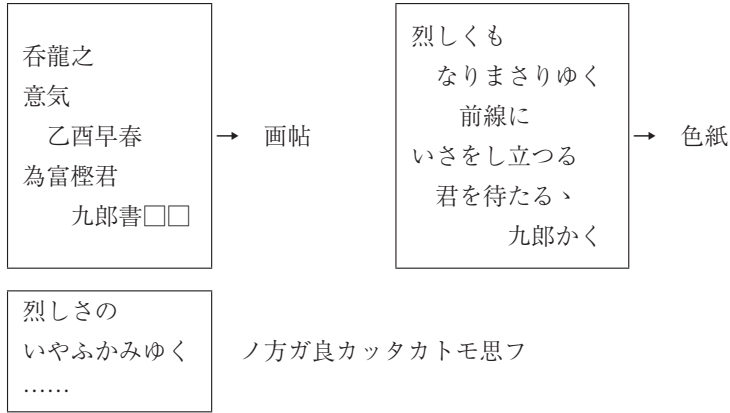 呑龍之
意気
乙酉早春
為富樫君
九郎書□□
→ 画帖
烈しくも
なりまさりゆく
前線に
いさをし立つる
君を待たるゝ
九郎かく
→ 色紙
烈しさの
いやふかみゆく
……
ノ方ガ良カッタカトモ思フ